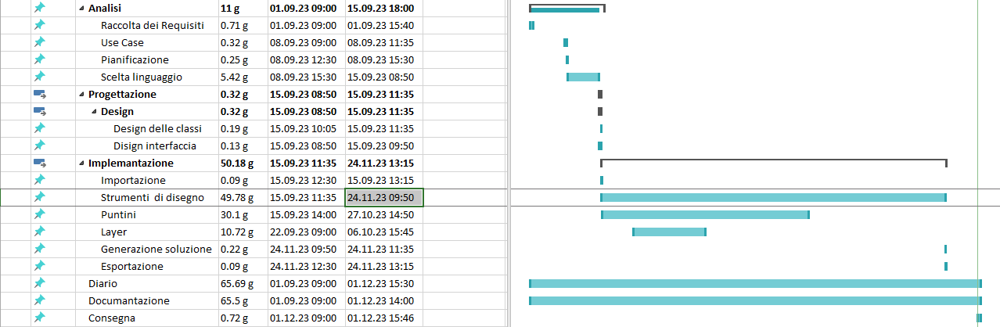 Analisi 11 g 01.09.23 09:00 15.09.23 18:00
Raccolta dei Requisiti 0.71 g 01.09.23 09:00 01.09.23 15:40
Use Case 0.32 g 08.09.23 09:00 08.09.23 11:35
Pianificazione 0.25 g 08.09.23 12:30 08.09.23 15:30
Scelta linguaggio 5.42 g 08.09.23 15:30 15.09.23 08:50
Progettazione 0.32 g 15.09.23 08:50 15.09.23 11:35
Design 0.32 g 15.09.23 08:50 15.09.23 11:35
Design delle classi 0.19 g 15.09.23 10:05 15.09.23 11:35
Disign interfaccia 0.13 g 15.09.23 08:50 15.09.23 09:50
Implemantazione 50.18 g 15.09.23 11:35 24.11.23 13:15
Importazione 0.09 g 15.09.23 12:30 15.09.23 13:15
Strumenti di disegno 49.78 g 15.09.23 11:35 24.11.23 09:50
Puntini 30.1 g 15.09.23 14:00 27.10.23 14:50
Layer 10.72 g 22.09.23 09:00 06.10.23 15:45
Generazione soluzione 0.22 g 24.11.23 09:50 24.11.23 11:35
Esportazione 0.09 g 24.11.23 12:30 24.11.23 13:15
Diario 65.69 g 01.09.23 09:00 01.12.23 15:30
Documantazione 65.5 g 01.09.23 09:00 01.12.23 14:00
Consegna 0.72 g 01.12.23 09:00 01.12.23 15:46